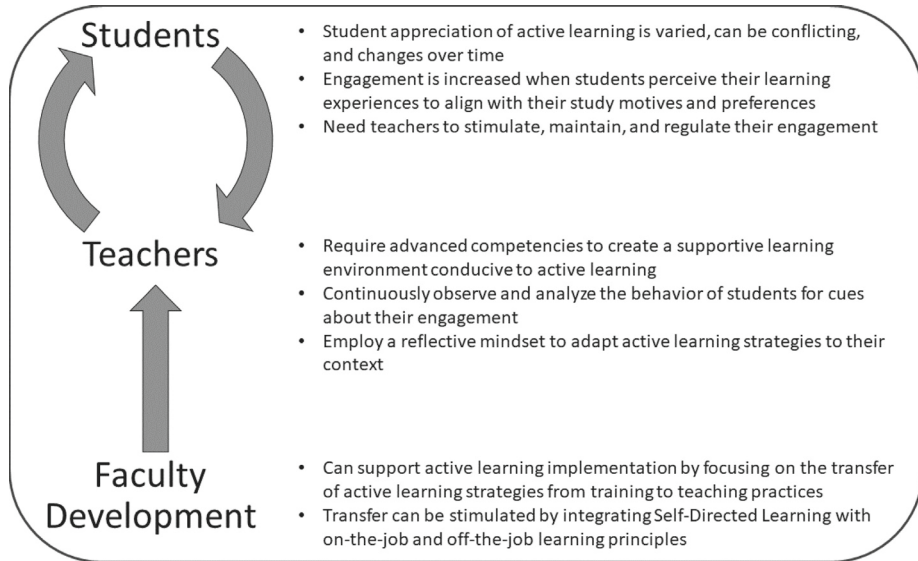 Students
• Student appreciation of active learning is varied, can be conflicting,
and changes over time
• Engagement is increased when students perceive their learning
experiences to align with their study motives and preferences
• Need teachers to stimulate, maintain, and regulate their engagement
Teachers
• Require advanced competencies to create a supportive learning
environment conducive to active learning
• Continuously observe and analyze the behavior of students for cues
about their engagement
• Employ a reflective mindset to adapt active learning strategies to their
context
Faculty
Development
• Can support active learning implementation by focusing on the transfer
of active learning strategies from training to teaching practices
• Transfer can be stimulated by integrating Self-Directed Learning with
on-the-job and off-the-job learning principles